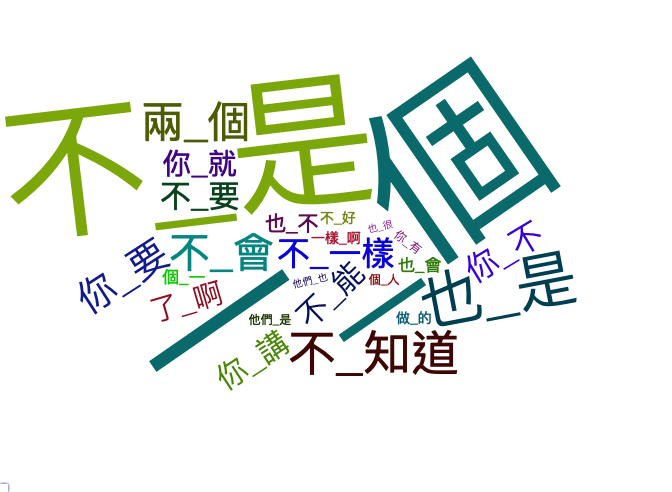 不_是
一_個
兩_個
你_就
不_要
也_不
不_好
也_很
一樣_啊
你_有
不_會
不_一樣
也_會
你_不
你_要
個_一
他們_也
不_能
個_人
也_是
了_啊
他們_是
做_的
你_講
不_知道